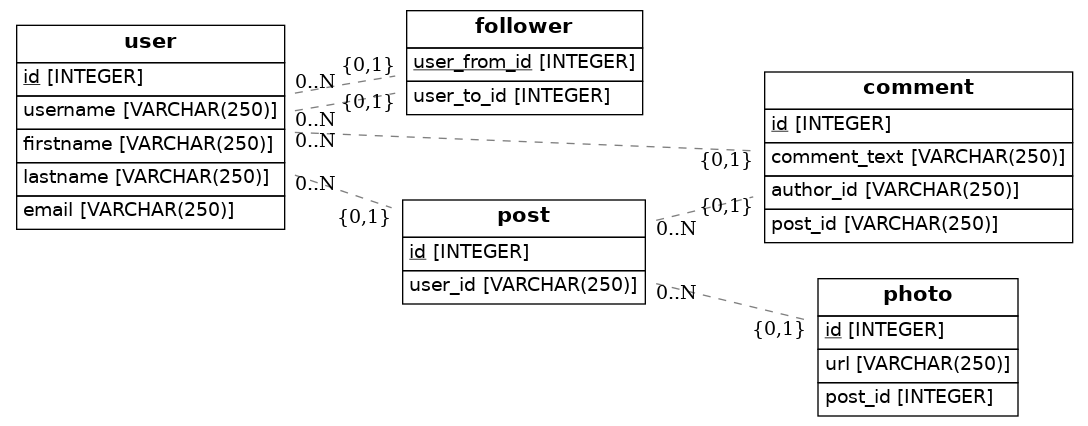 user
id [INTEGER]
username [VARCHAR(250)]
firstname [VARCHAR(250)]
lastname [VARCHAR(250)]
email [VARCHAR(250)]
follower
user_from_id [INTEGER]
user_to_id [INTEGER]
{0,1}
0..N
{0,1}
0..N
0..N
{0,1}
0..N
{0,1}
post
id [INTEGER]
user_id [VARCHAR(250)]
{0,1}
0..N
0..N
{0,1}
comment
id [INTEGER]
comment_text [VARCHAR(250)]
author_id [VARCHAR(250)]
post_id [VARCHAR(250)]
photo
id [INTEGER]
url [VARCHAR(250)]
post_id [INTEGER]